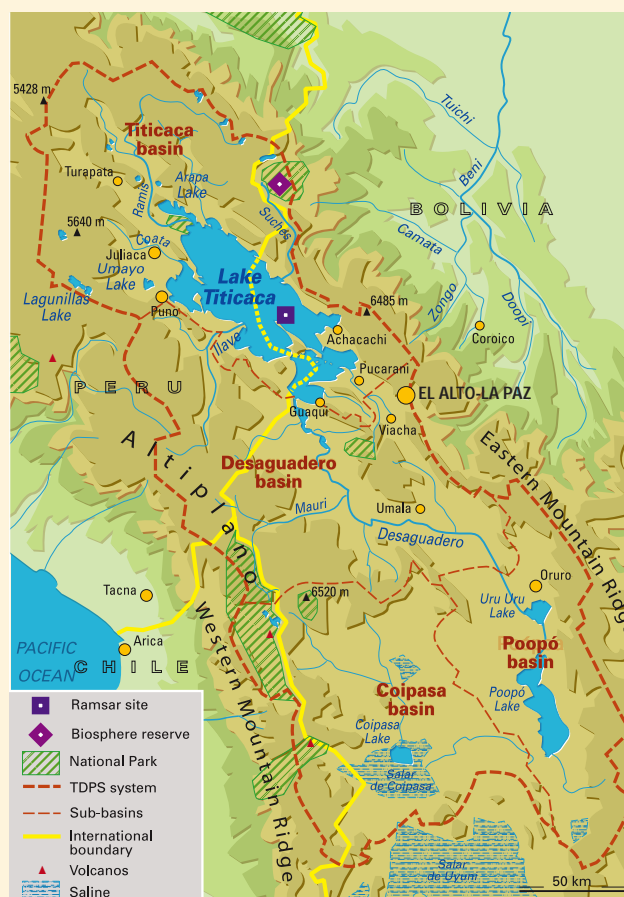 5428 m
Titicaca
basin
Tuichi
Beni
Turapata
Ramis
Arapa
Lake
Suches
BOLIVIA
5640 m
Coata
Juliaca
Umayo
Lake
Camata
Lake
Titicaca
Lagunillas
Lake
Puno
Zongo
Doopi
6485 m
Ilave
Achacachi
Coroiço
Pucarani
PERU
EL ALTO-LA PAZ
Guaqui
Viacha
Altiplano
Desaguadero
basin
Eastern Mountain Ridge
Mauri
Umala
Desaguadero
Tacna
6520 m
Oruro
Uru Uru
Lake
Arica
PACIFIC
OCEAN
CHILE
Western Mountain Ridge
Poopó
basin
Coipasa
basin
Poopó
Lake
Coipasa
Lake
Salar
de Coipasa
Salar
de Uyuni
50 km
Ramsar site
Biosphere reserve
National Park
TDPS system
Sub-basins
International
boundary
Volcanos
Saline